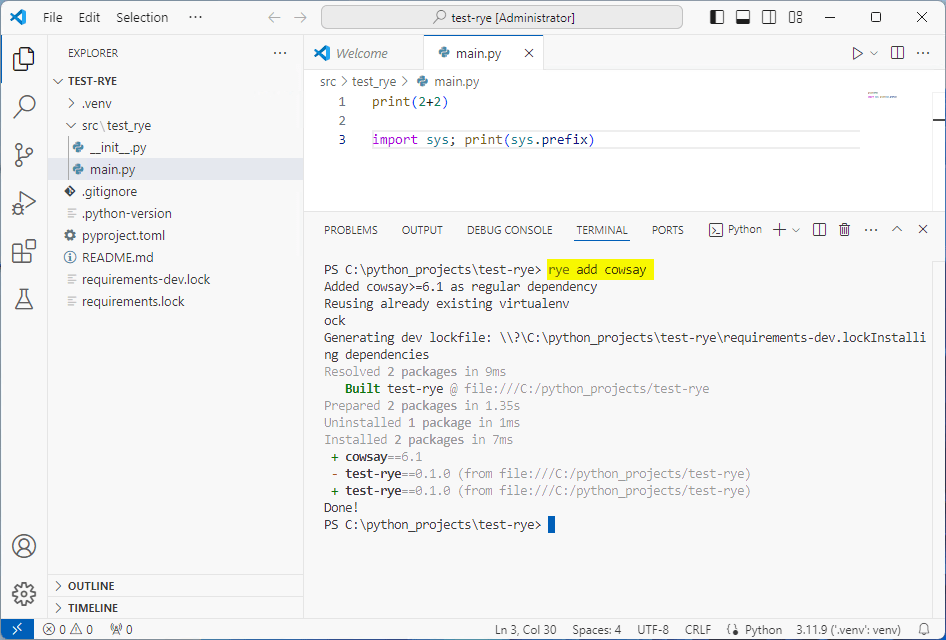 File Edit Selection ··· test-rye [Administrator]
EXPLORER ···
TEST-RYE
.venv
src\test_rye
__init__.py
main.py
.gitignore
.python-version
pyproject.toml
README.md
requirements-dev.lock
requirements.lock
OUTLINE
TIMELINE
Welcome main.py
src > test_rye > main.py
1 print(2+2)
2
3 import sys; print(sys.prefix)
PROBLEMS OUTPUT DEBUG CONSOLE TERMINAL PORTS Python
PS C:\python_projects\test-rye> rye add cowsay
Added cowsay>=6.1 as regular dependency
Reusing already existing virtualenv
ock
Generating dev lockfile: \\?\C:\python_projects\test-rye\requirements-dev.lockInstalli
ng dependencies
Resolved 2 packages in 9ms
Built test-rye @ file:///C:/python_projects/test-rye
Prepared 2 packages in 1.35s
Uninstalled 1 package in 1ms
Installed 2 packages in 7ms
+ cowsay==6.1
- test-rye==0.1.0 (from file:///C:/python_projects/test-rye)
+ test-rye==0.1.0 (from file:///C:/python_projects/test-rye)
Done!
PS C:\python_projects\test-rye>
0 0 0 Ln 3, Col 30 Spaces: 4 UTF-8 CRLF Python 3.11.9 ('.venv': venv)